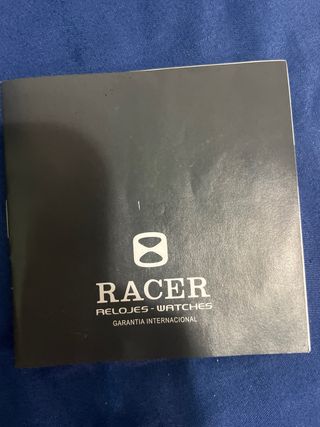 RACER
RELOJES - WATCHES
GARANTIA INTERNACIONAL